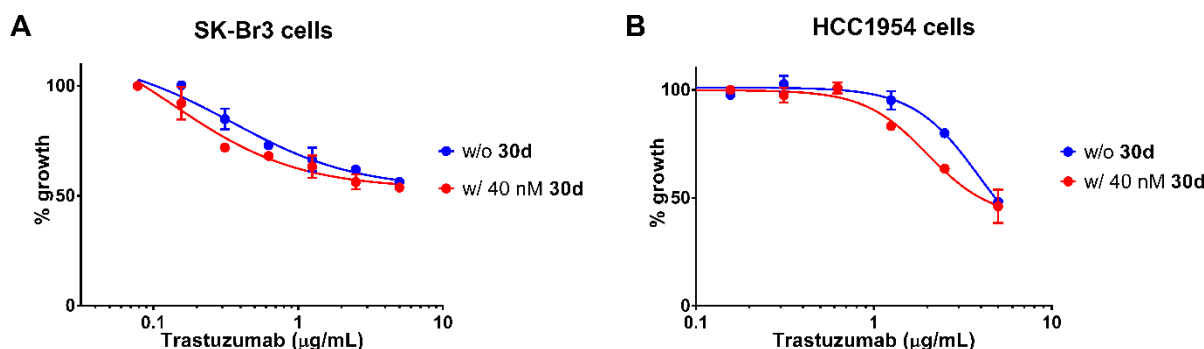 A
SK-Br3 cells
% growth
100
50
0
0.1
1
10
Trastuzumab (μg/mL)
w/o 30d
w/ 40 nM 30d
B
HCC1954 cells
% growth
100
50
0
0.1
1
10
Trastuzumab (μg/mL)
w/o 30d
w/ 40 nM 30d